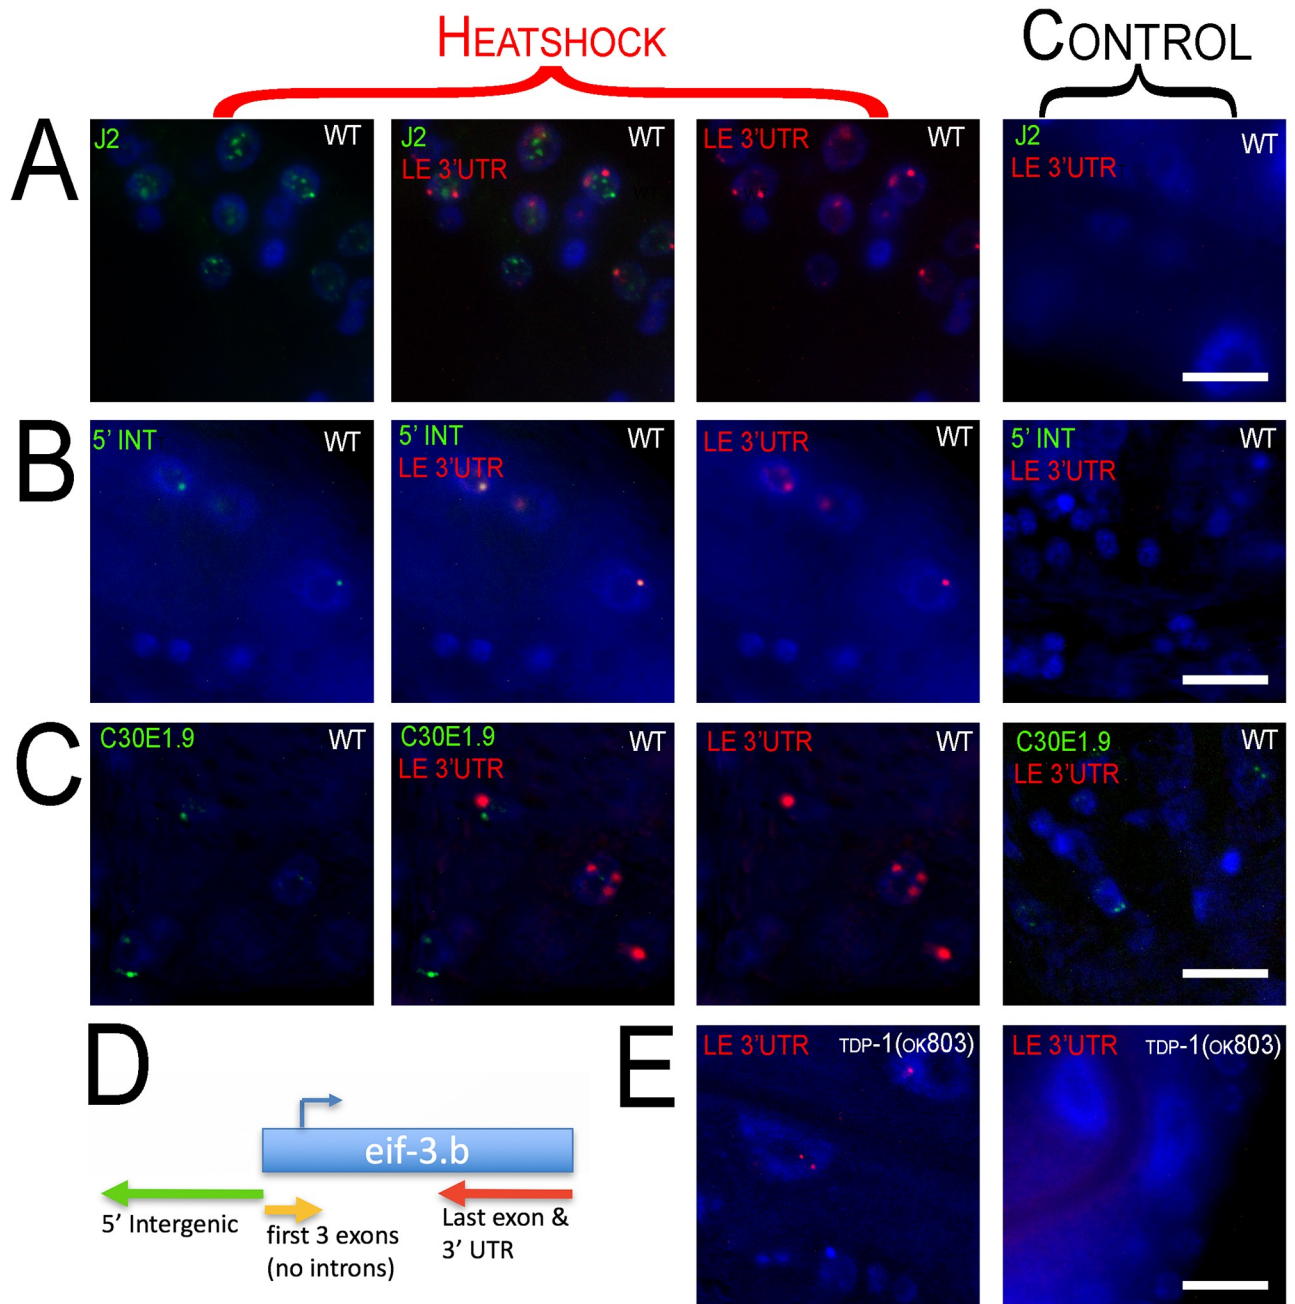 HEATSHOCK
CONTROL
A
J2
WT
J2
LE 3'UTR
WT
LE 3'UTR
WT
J2
LE 3'UTR
WT
B
5' INT
WT
5' INT
LE 3'UTR
WT
LE 3'UTR
WT
5' INT
LE 3'UTR
WT
C
C30E1.9
WT
C30E1.9
LE 3'UTR
WT
LE 3'UTR
WT
C30E1.9
LE 3'UTR
WT
D
eif-3.b
5' Intergenic
first 3 exons
(no introns)
Last exon &
3' UTR
E
LE 3'UTR
TDP-1(OK803)
LE 3'UTR
TDP-1(OK803)